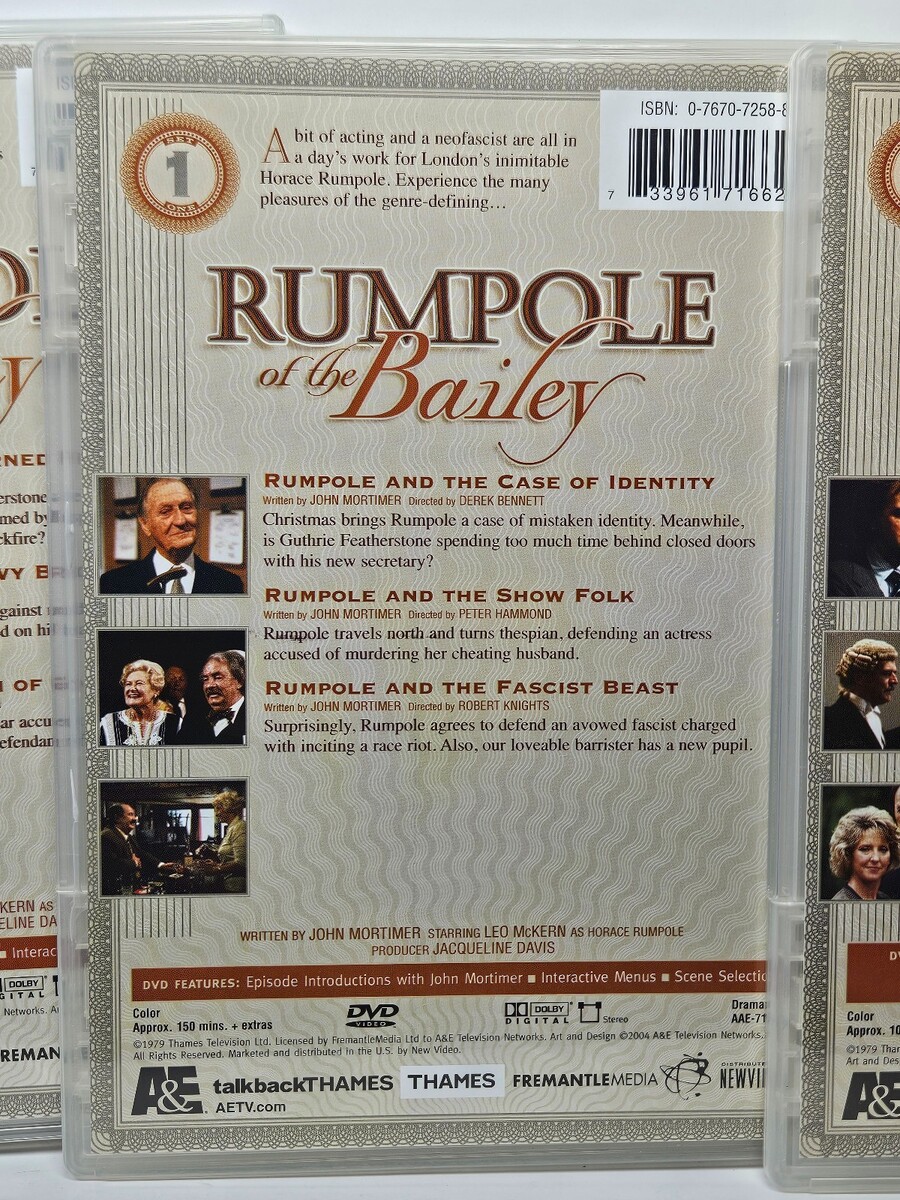 SET
1
ONE
A bit of acting and a neofascist are all in
a day's work for London's inimitable
Horace Rumpole. Experience the many
pleasures of the genre-defining...
ISBN: 0-7670-7258-8
7 33961 71662
RUMPOLE
of the Bailey
RUMPOLE AND THE CASE OF IDENTITY
Written by JOHN MORTIMER Directed by DEREK BENNETT
Christmas brings Rumpole a case of mistaken identity. Meanwhile,
is Guthrie Featherstone spending too much time behind closed doors
with his new secretary?
RUMPOLE AND THE SHOW FOLK
Written by JOHN MORTIMER Directed by PETER HAMMOND
Rumpole travels north and turns thespian, defending an actress
accused of murdering her cheating husband.
RUMPOLE AND THE FASCIST BEAST
Written by JOHN MORTIMER Directed by ROBERT KNIGHTS
Surprisingly, Rumpole agrees to defend an avowed fascist charged
with inciting a race riot. Also, our loveable barrister has a new pupil.
WRITTEN BY JOHN MORTIMER STARRING LEO McKERN AS HORACE RUMPOLE
PRODUCER JACQUELINE DAVIS
DVD FEATURES: Episode Introductions with John Mortimer ■ Interactive Menus ■ Scene Selectio
Color
Approx. 150 mins. + extras
DVD
VIDEO
DOLBY
DIGITAL
Stereo
Drama
AAE-71
©1979 Thames Television Ltd. Licensed by FremantleMedia Ltd to A&E Television Networks. Art and Design ©2004 A&E Television Networks.
All Rights Reserved. Marketed and distributed in the U.S. by New Video.
A&E
AETV.com
talkbackTHAMES
THAMES
FREMANTLEMEDIA
DISTRIBUTE
NEWVI